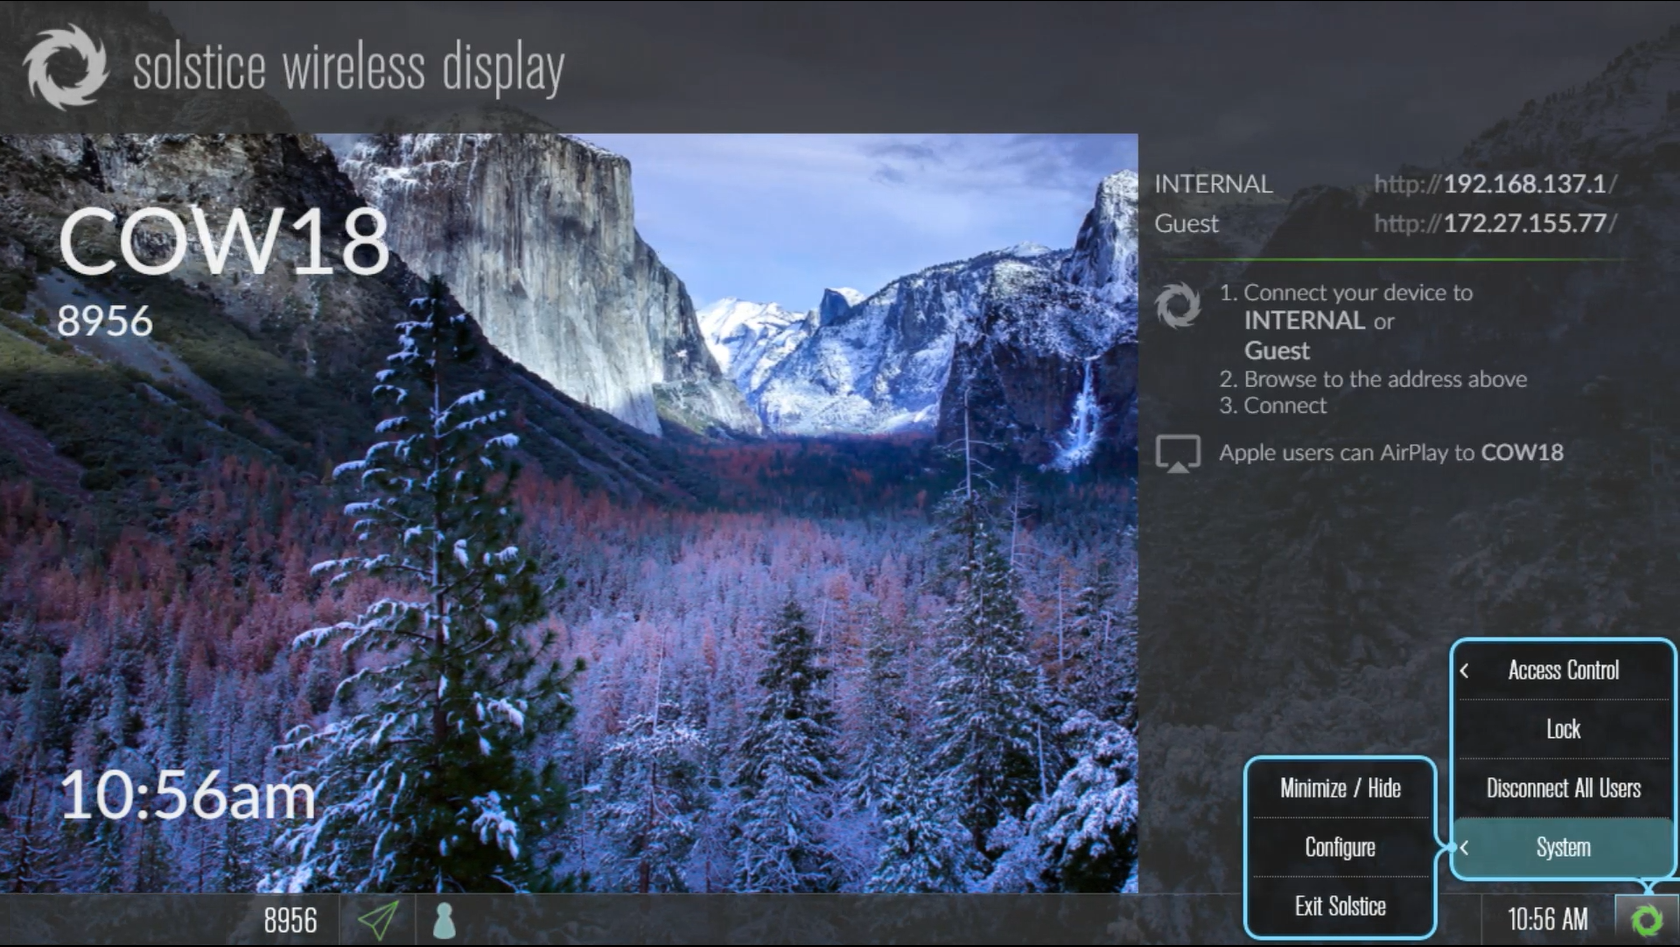 solstice wireless display
COW18
8956
10:56am
INTERNAL http://192.168.137.1/
Guest http://172.27.155.77/
1. Connect your device to
INTERNAL or
Guest
2. Browse to the address above
3. Connect
Apple users can AirPlay to COW18
< Access Control
Lock
Disconnect All Users
< System
Minimize / Hide
Configure
Exit Solstice
8956
10:56 AM